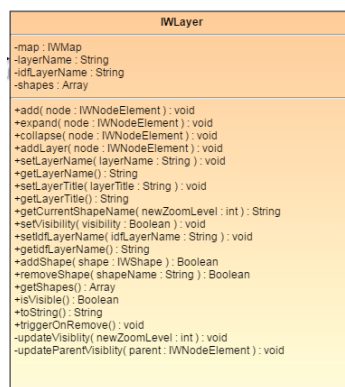 IWLayer
-map : IWMap
-layerName : String
-idfLayerName : String
-shapes : Array
+add( node : IWNodeElement ) : void
+expand( node : IWNodeElement ) : void
+collapse( node : IWNodeElement ) : void
+addLayer( node : IWNodeElement ) : void
+setLayerName( layerName : String ) : void
+getLayerName() : String
+setLayerTitle( layerTitle : String ) : void
+getLayerTitle() : String
+getCurrentShapeName( newZoomLevel : int ) : String
+setVisibility( visibility : Boolean ) : void
+setIdfLayerName( idfLayerName : String ) : void
+getidfLayerName() : String
+addShape( shape : IWShape ) : Boolean
+removeShape( shapeName : String ) : Boolean
+getShapes() : Array
+isVisible() : Boolean
+toString() : String
+triggerOnRemove() : void
-updateVisiblity( newZoomLevel : int ) : void
-updateParentVisiblity( parent : IWNodeElement ) : void